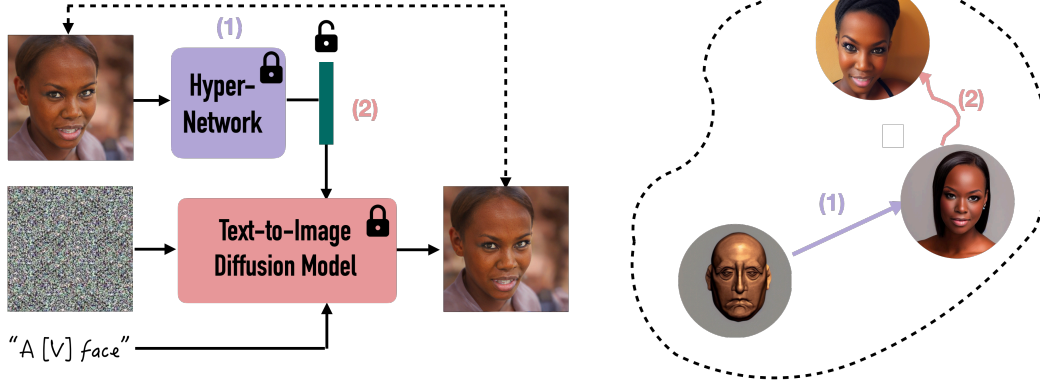 (1)
Hyper-
Network
(2)
Text-to-Image
Diffusion Model
“A [V] face”
(2)
(1)